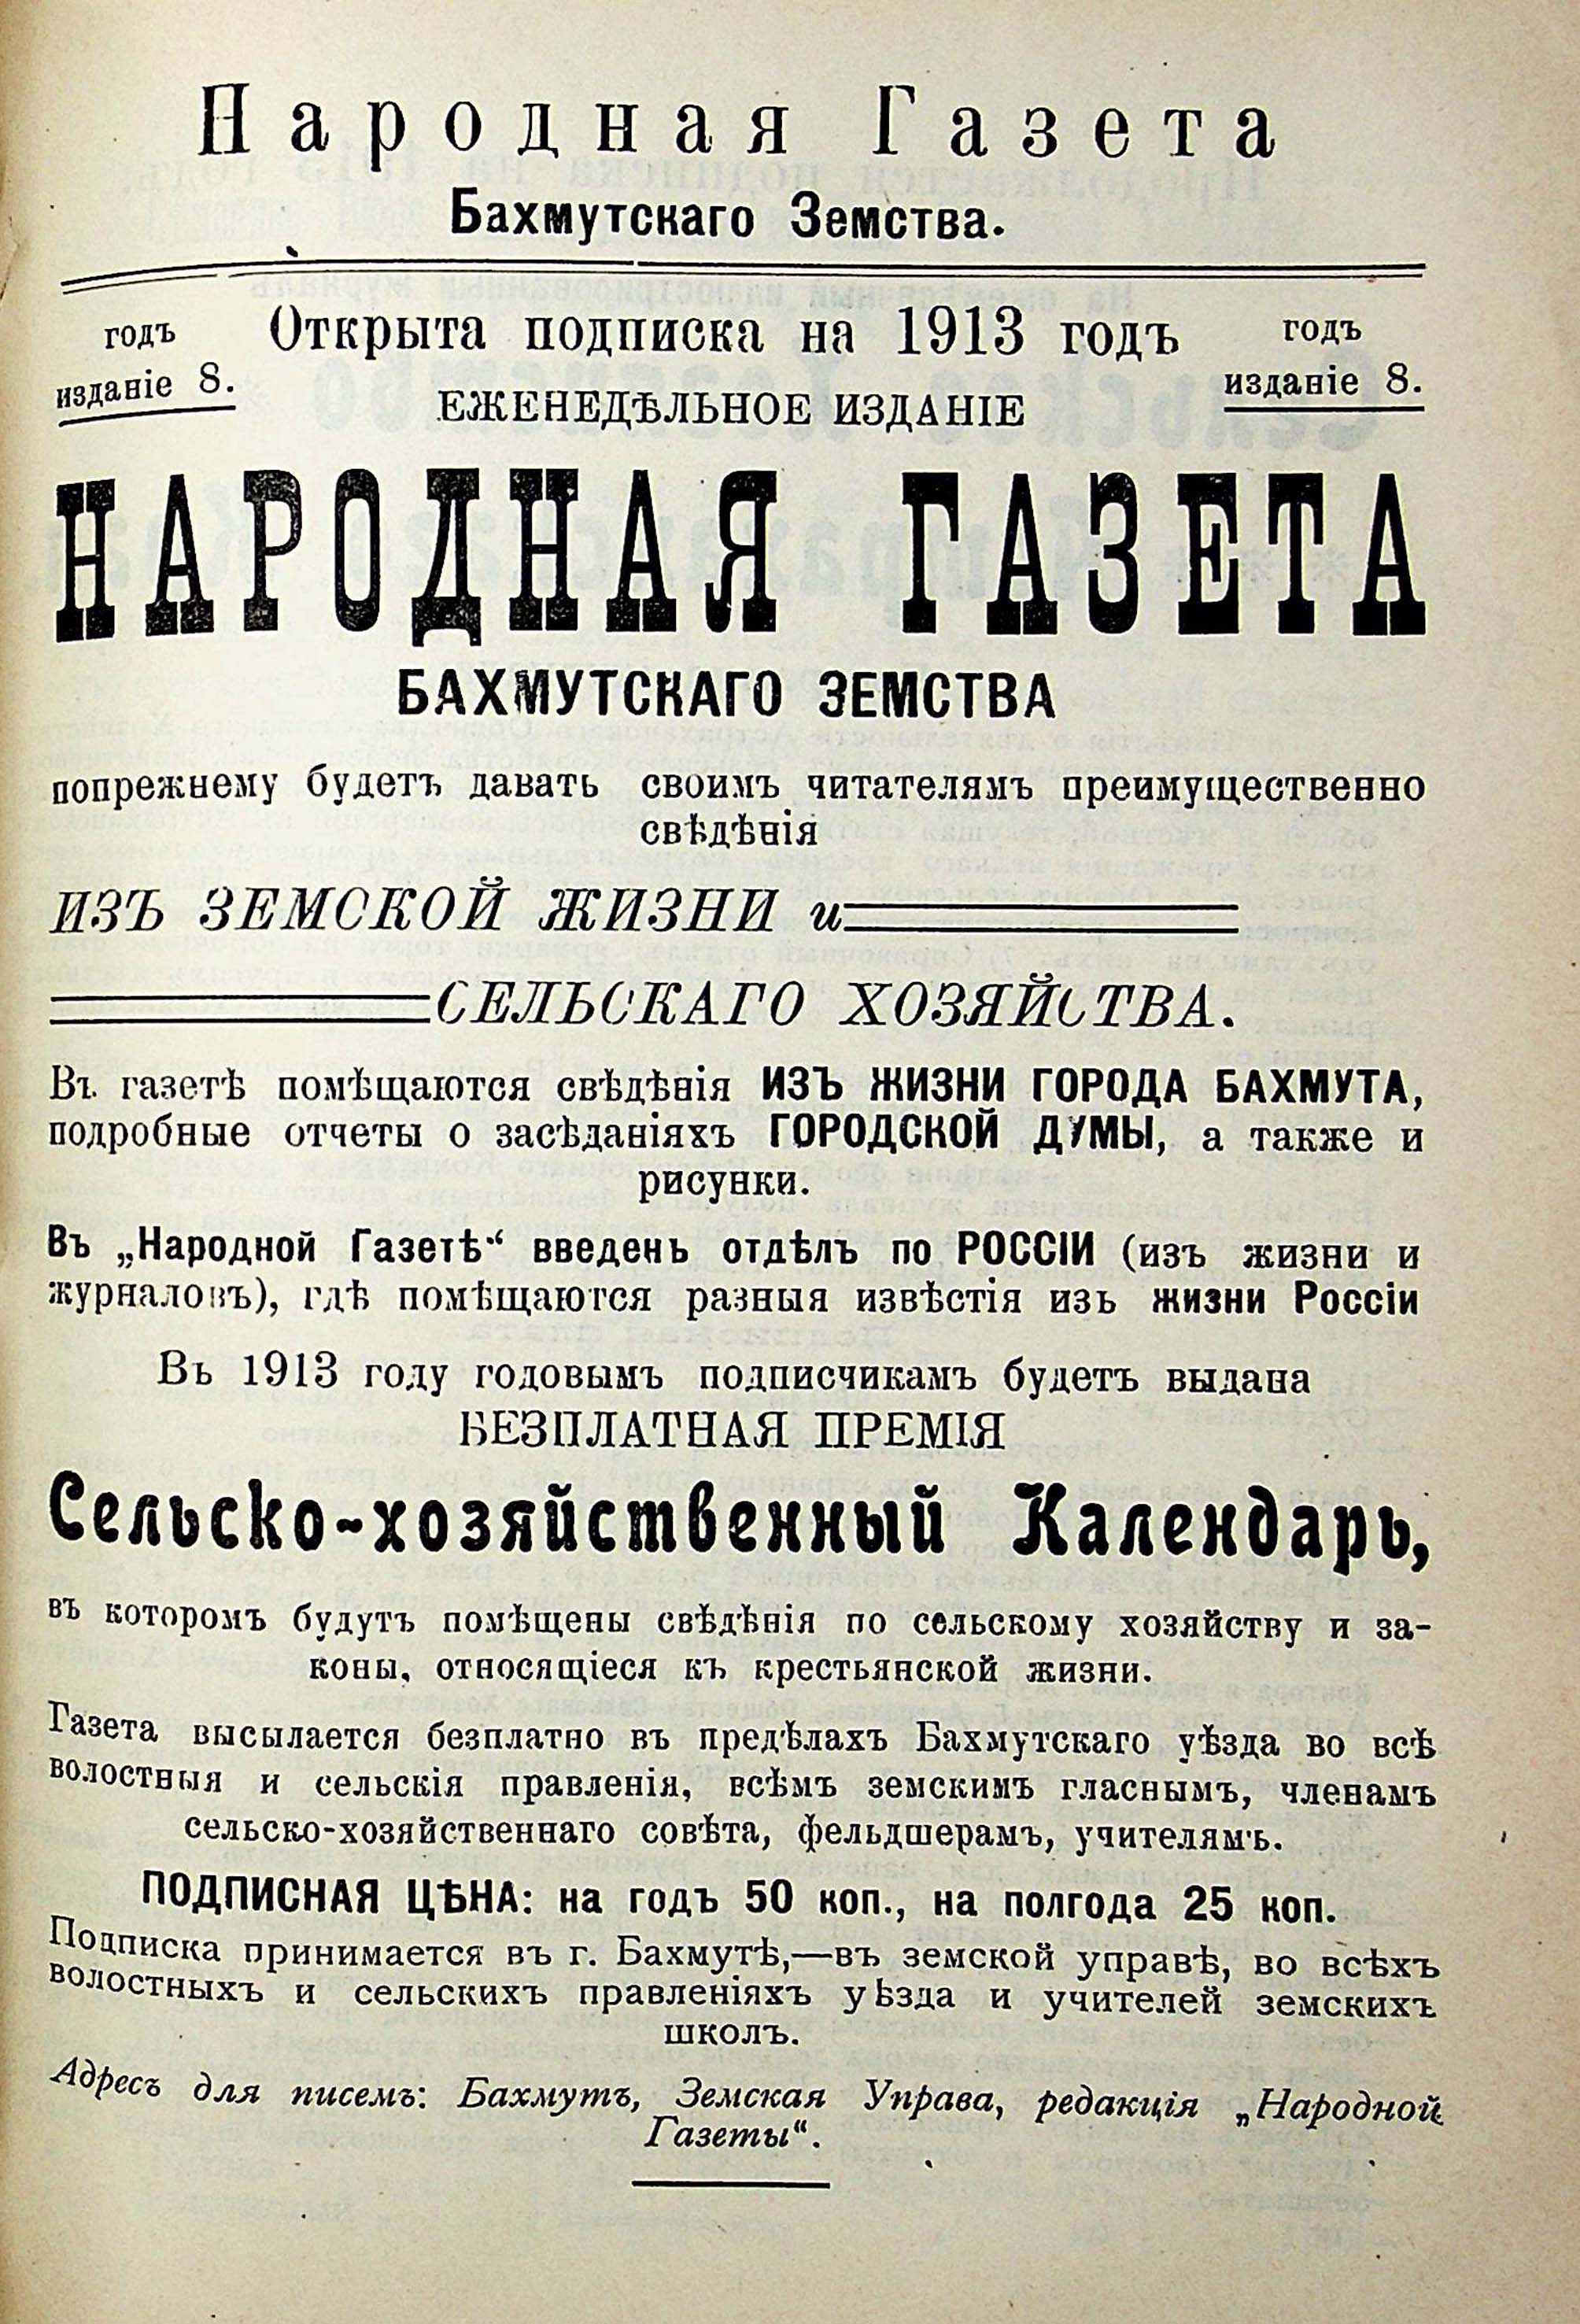 Народная Газета
Бахмутскаго Земства.
годъ Открыта подписка на 1913 годъ годъ
изданіе 8. ЕЖЕНЕДѢЛЬНОЕ ИЗДАНІЕ изданіе 8.
НАРОДНАЯ ГАЗЕТА
БАХМУТСКАГО ЗЕМСТВА
попрежнему будетъ давать своимъ читателямъ преимущественно
свѣдѣнія
ИЗЪ ЗЕМСКОЙ ЖИЗНИ и
СЕЛЬСКАГО ХОЗЯЙСТВА.
Въ газетѣ помѣщаются свѣдѣнія ИЗЪ ЖИЗНИ ГОРОДА БАХМУТА,
подробные отчеты о засѣданіяхъ ГОРОДСКОЙ ДУМЫ, а также и
рисунки.
Въ „Народной Газетѣ“ введенъ отдѣлъ по РОССІИ (изъ жизни и
журналовъ), гдѣ помѣщаются разныя извѣстія изъ жизни Россіи
Въ 1913 году годовымъ подписчикамъ будетъ выдана
БЕЗПЛАТНАЯ ПРЕМІЯ
Сельско-хозяйственный Календарь,
въ которомъ будутъ помѣщены свѣдѣнія по сельскому хозяйству и за-
коны, относящіеся къ крестьянской жизни.
Газета высылается безплатно въ предѣлахъ Бахмутскаго уѣзда во всѣ
волостныя и сельскія правленія, всѣмъ земскимъ гласнымъ, членамъ
сельско-хозяйственнаго совѣта, фельдшерамъ, учителямъ.
ПОДПИСНАЯ ЦѢНА: на годъ 50 коп., на полгода 25 коп.
Подписка принимается въ г. Бахмутѣ,—въ земской управѣ, во всѣхъ
волостныхъ и сельскихъ правленіяхъ уѣзда и учителей земскихъ
школъ.
Адресъ для писемъ: Бахмутъ, Земская Управа, редакція „Народной
Газеты“.